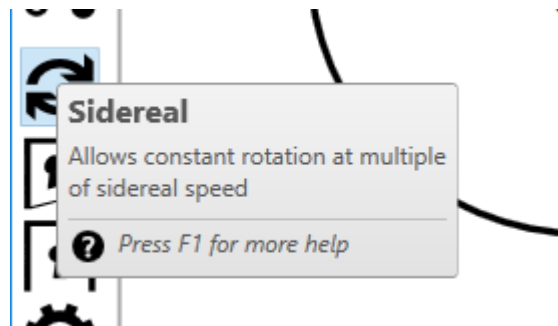 Sidereal
Allows constant rotation at multiple
of sidereal speed
Press F1 for more help